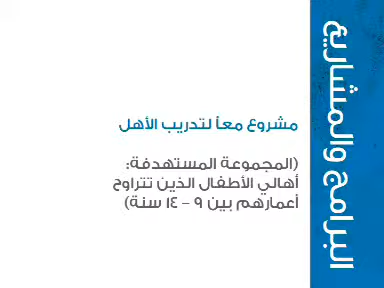 البرامج والمشاريع
مشروع معاً لتدريب الأهل
(المجموعة المستهدفة:
أهالي الأطفال الذين تتراوح
أعمارهم بين ٩ - ١٤ سنة)